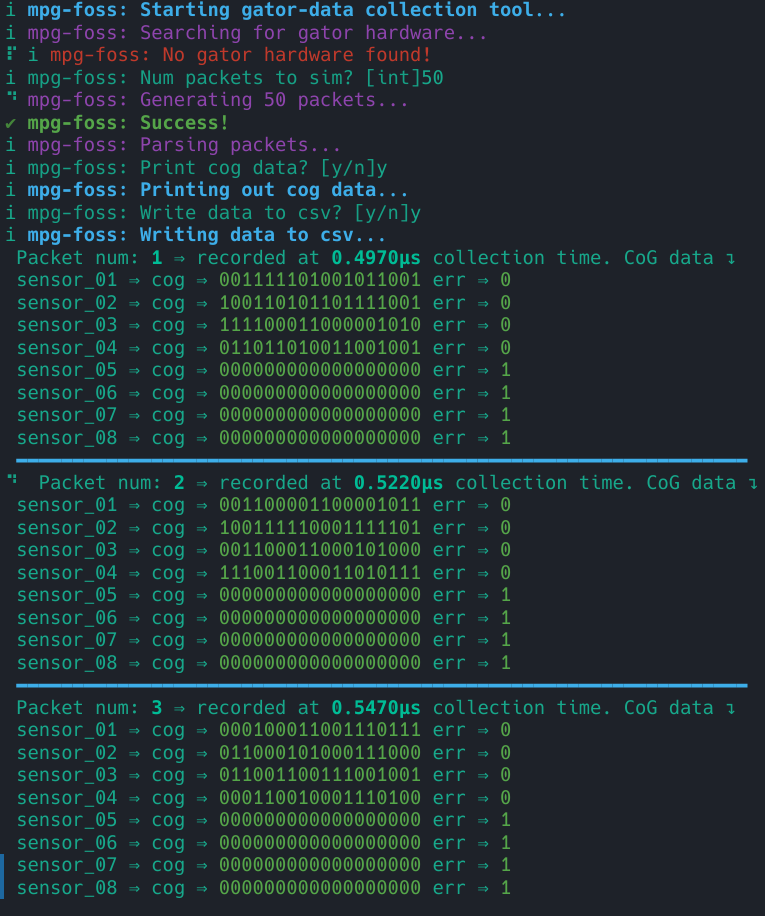 i mpg-foss: Starting gator-data collection tool...
i mpg-foss: Searching for gator hardware...
⠏ i mpg-foss: No gator hardware found!
i mpg-foss: Num packets to sim? [int]50
⠙ mpg-foss: Generating 50 packets...
✔ mpg-foss: Success!
i mpg-foss: Parsing packets...
i mpg-foss: Print cog data? [y/n]y
i mpg-foss: Printing out cog data...
i mpg-foss: Write data to csv? [y/n]y
i mpg-foss: Writing data to csv...
Packet num: 1 ⇒ recorded at 0.4970μs collection time. CoG data ↴
sensor_01 ⇒ cog ⇒ 001111101001011001 err ⇒ 0
sensor_02 ⇒ cog ⇒ 100110101101111001 err ⇒ 0
sensor_03 ⇒ cog ⇒ 111100011000001010 err ⇒ 0
sensor_04 ⇒ cog ⇒ 011011010011001001 err ⇒ 0
sensor_05 ⇒ cog ⇒ 000000000000000000 err ⇒ 1
sensor_06 ⇒ cog ⇒ 000000000000000000 err ⇒ 1
sensor_07 ⇒ cog ⇒ 000000000000000000 err ⇒ 1
sensor_08 ⇒ cog ⇒ 000000000000000000 err ⇒ 1
⠙ Packet num: 2 ⇒ recorded at 0.5220μs collection time. CoG data ↴
sensor_01 ⇒ cog ⇒ 001100001100001011 err ⇒ 0
sensor_02 ⇒ cog ⇒ 100111110001111101 err ⇒ 0
sensor_03 ⇒ cog ⇒ 001100011000101000 err ⇒ 0
sensor_04 ⇒ cog ⇒ 111001100011010111 err ⇒ 0
sensor_05 ⇒ cog ⇒ 000000000000000000 err ⇒ 1
sensor_06 ⇒ cog ⇒ 000000000000000000 err ⇒ 1
sensor_07 ⇒ cog ⇒ 000000000000000000 err ⇒ 1
sensor_08 ⇒ cog ⇒ 000000000000000000 err ⇒ 1
Packet num: 3 ⇒ recorded at 0.5470μs collection time. CoG data ↴
sensor_01 ⇒ cog ⇒ 000100011001110111 err ⇒ 0
sensor_02 ⇒ cog ⇒ 011000101000111000 err ⇒ 0
sensor_03 ⇒ cog ⇒ 011001100111001001 err ⇒ 0
sensor_04 ⇒ cog ⇒ 000110010001110100 err ⇒ 0
sensor_05 ⇒ cog ⇒ 000000000000000000 err ⇒ 1
sensor_06 ⇒ cog ⇒ 000000000000000000 err ⇒ 1
sensor_07 ⇒ cog ⇒ 000000000000000000 err ⇒ 1
sensor_08 ⇒ cog ⇒ 000000000000000000 err ⇒ 1